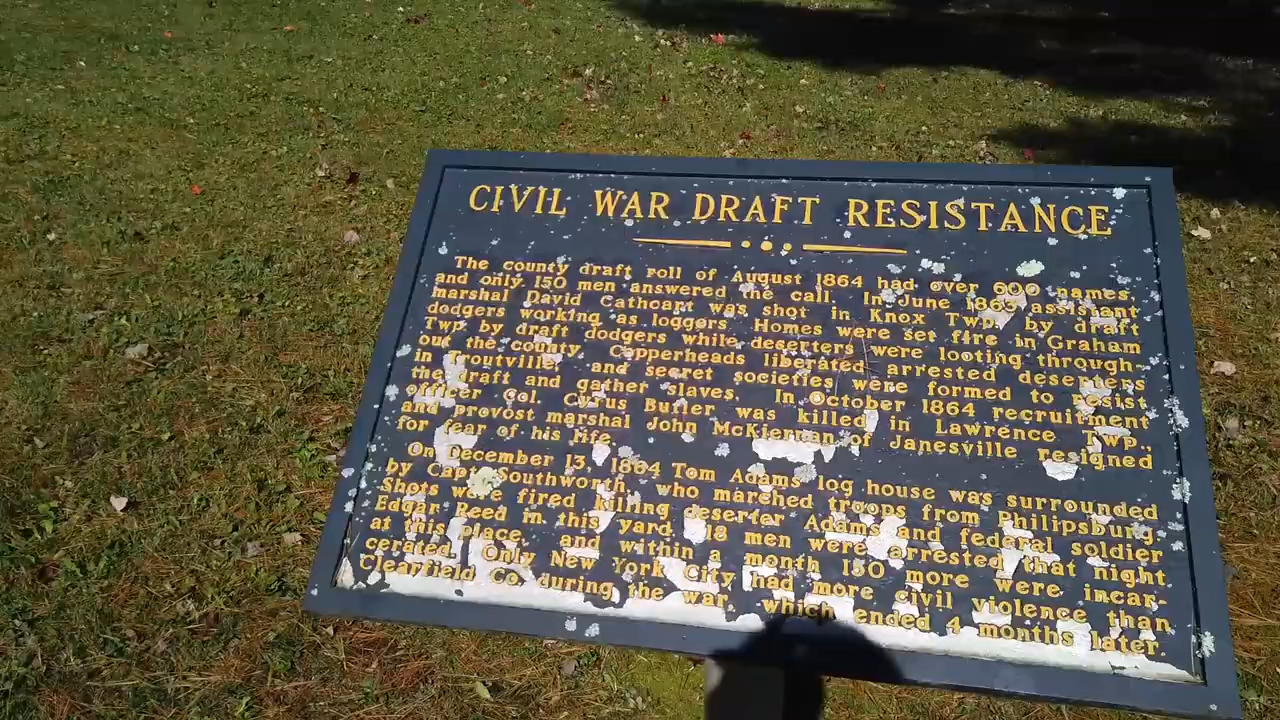 CIVIL WAR DRAFT RESISTANCE
The county draft roll of August 1864 had over 600 names,
and only 150 men answered the call. In June 1863 assistant
marshal David Cathcart was shot in Knox Twp. by draft
dodgers working as loggers. Homes were set fire in Graham
Twp. by draft dodgers while deserters were looting through-
out the county. Copperheads liberated arrested deserters
in Troutville, and secret societies were formed to resist
the draft and gather slaves. In October 1864 recruitment
officer Col. Cyrus Butler was killed in Lawrence Twp.,
and provost marshal John McKiernan of Janesville resigned
for fear of his life.
On December 13, 1864 Tom Adams log house was surrounded
by Capt. Southworth, who marched troops from Philipsburg.
Shots were fired killing deserter Adams and federal soldier
Edgar Reed in this yard. 18 men were arrested that night
at this place, and within a month 150 more were incar-
cerated. Only New York City had more civil violence than
Clearfield Co. during the war, which ended 4 months later.